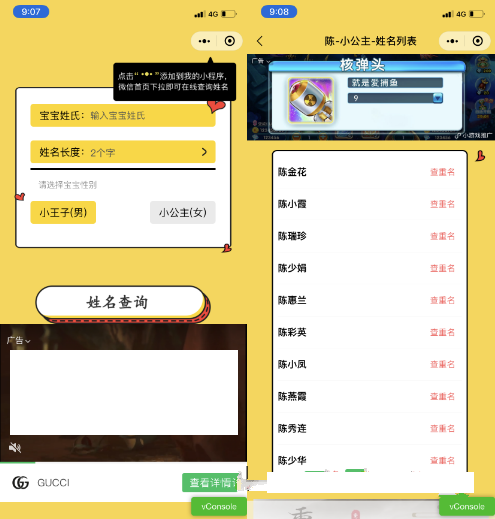 9:07
4G
点击“ •●• ”添加到我的小程序，
微信首页下拉即可在线查询姓名
宝宝姓氏： 输入宝宝姓氏
姓名长度： 2个字
请选择宝宝性别
小王子(男)
小公主(女)
姓名查询
广告
GUCCI
查看详情
vConsole
9:08
4G
陈-小公主-姓名列表
广告
核弹头
就是爱捕鱼
9
小游戏推广
陈金花 查重名
陈小霞 查重名
陈瑞珍 查重名
陈少娟 查重名
陈惠兰 查重名
陈彩英 查重名
陈小凤 查重名
陈燕霞 查重名
陈秀连 查重名
陈少华 查重名
vConsole